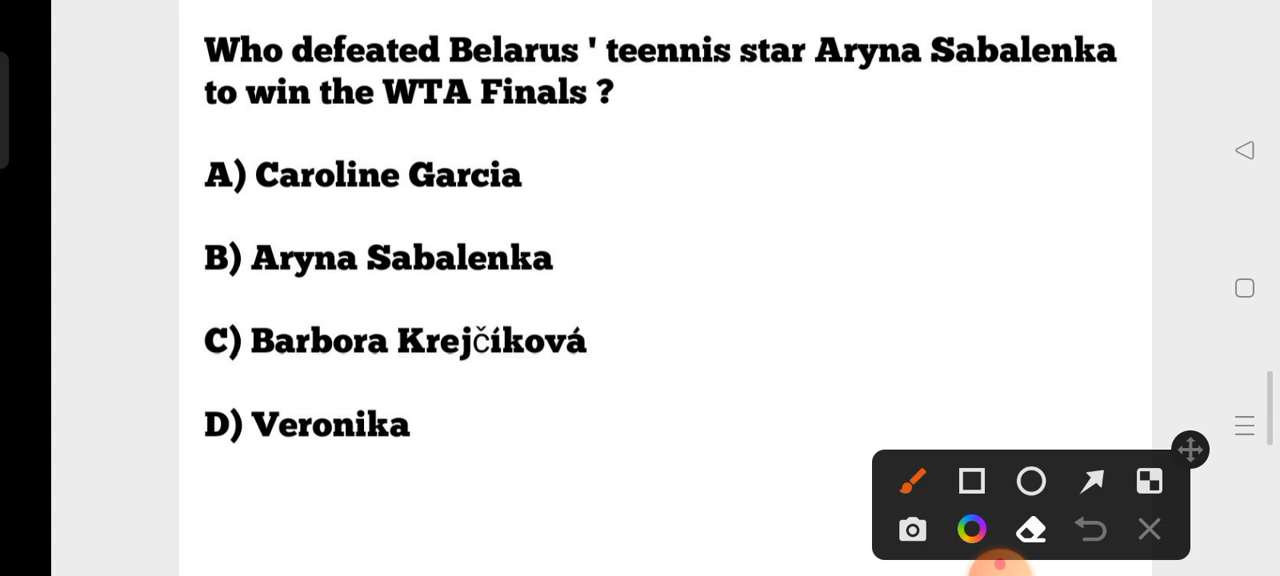 Who defeated Belarus ' teennis star Aryna Sabalenka
to win the WTA Finals ?
A) Caroline Garcia
B) Aryna Sabalenka
C) Barbora Krejčíková
D) Veronika